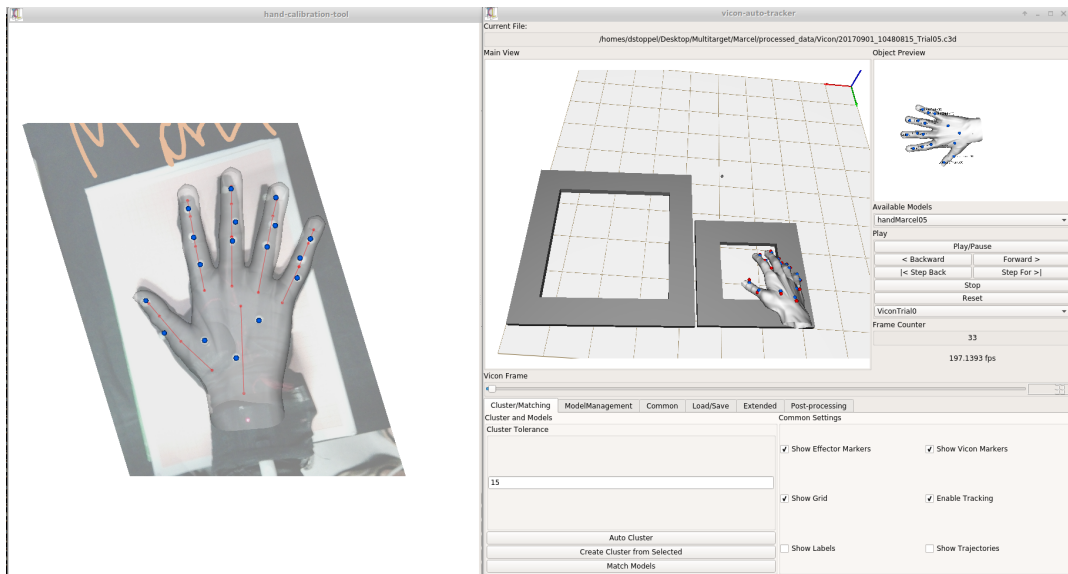 hand-calibration-tool
vicon-auto-tracker
Current File:
/homes/dstoppel/Desktop/Multitarget/Marcel/processed_data/Vicon/20170901_10480815_Trial05.c3d
Main View
Object Preview
Available Models
handMarcel05
Play
Play/Pause
< Backward
Forward >
|< Step Back
Step For >|
Stop
Reset
ViconTrial0
Frame Counter
33
197.1393 fps
Vicon Frame
Cluster/Matching
ModelManagement
Common
Load/Save
Extended
Post-processing
Cluster and Models
Common Settings
Cluster Tolerance
Show Effector Markers
Show Vicon Markers
15
Show Grid
Enable Tracking
Auto Cluster
Create Cluster from Selected
Show Labels
Show Trajectories
Match Models